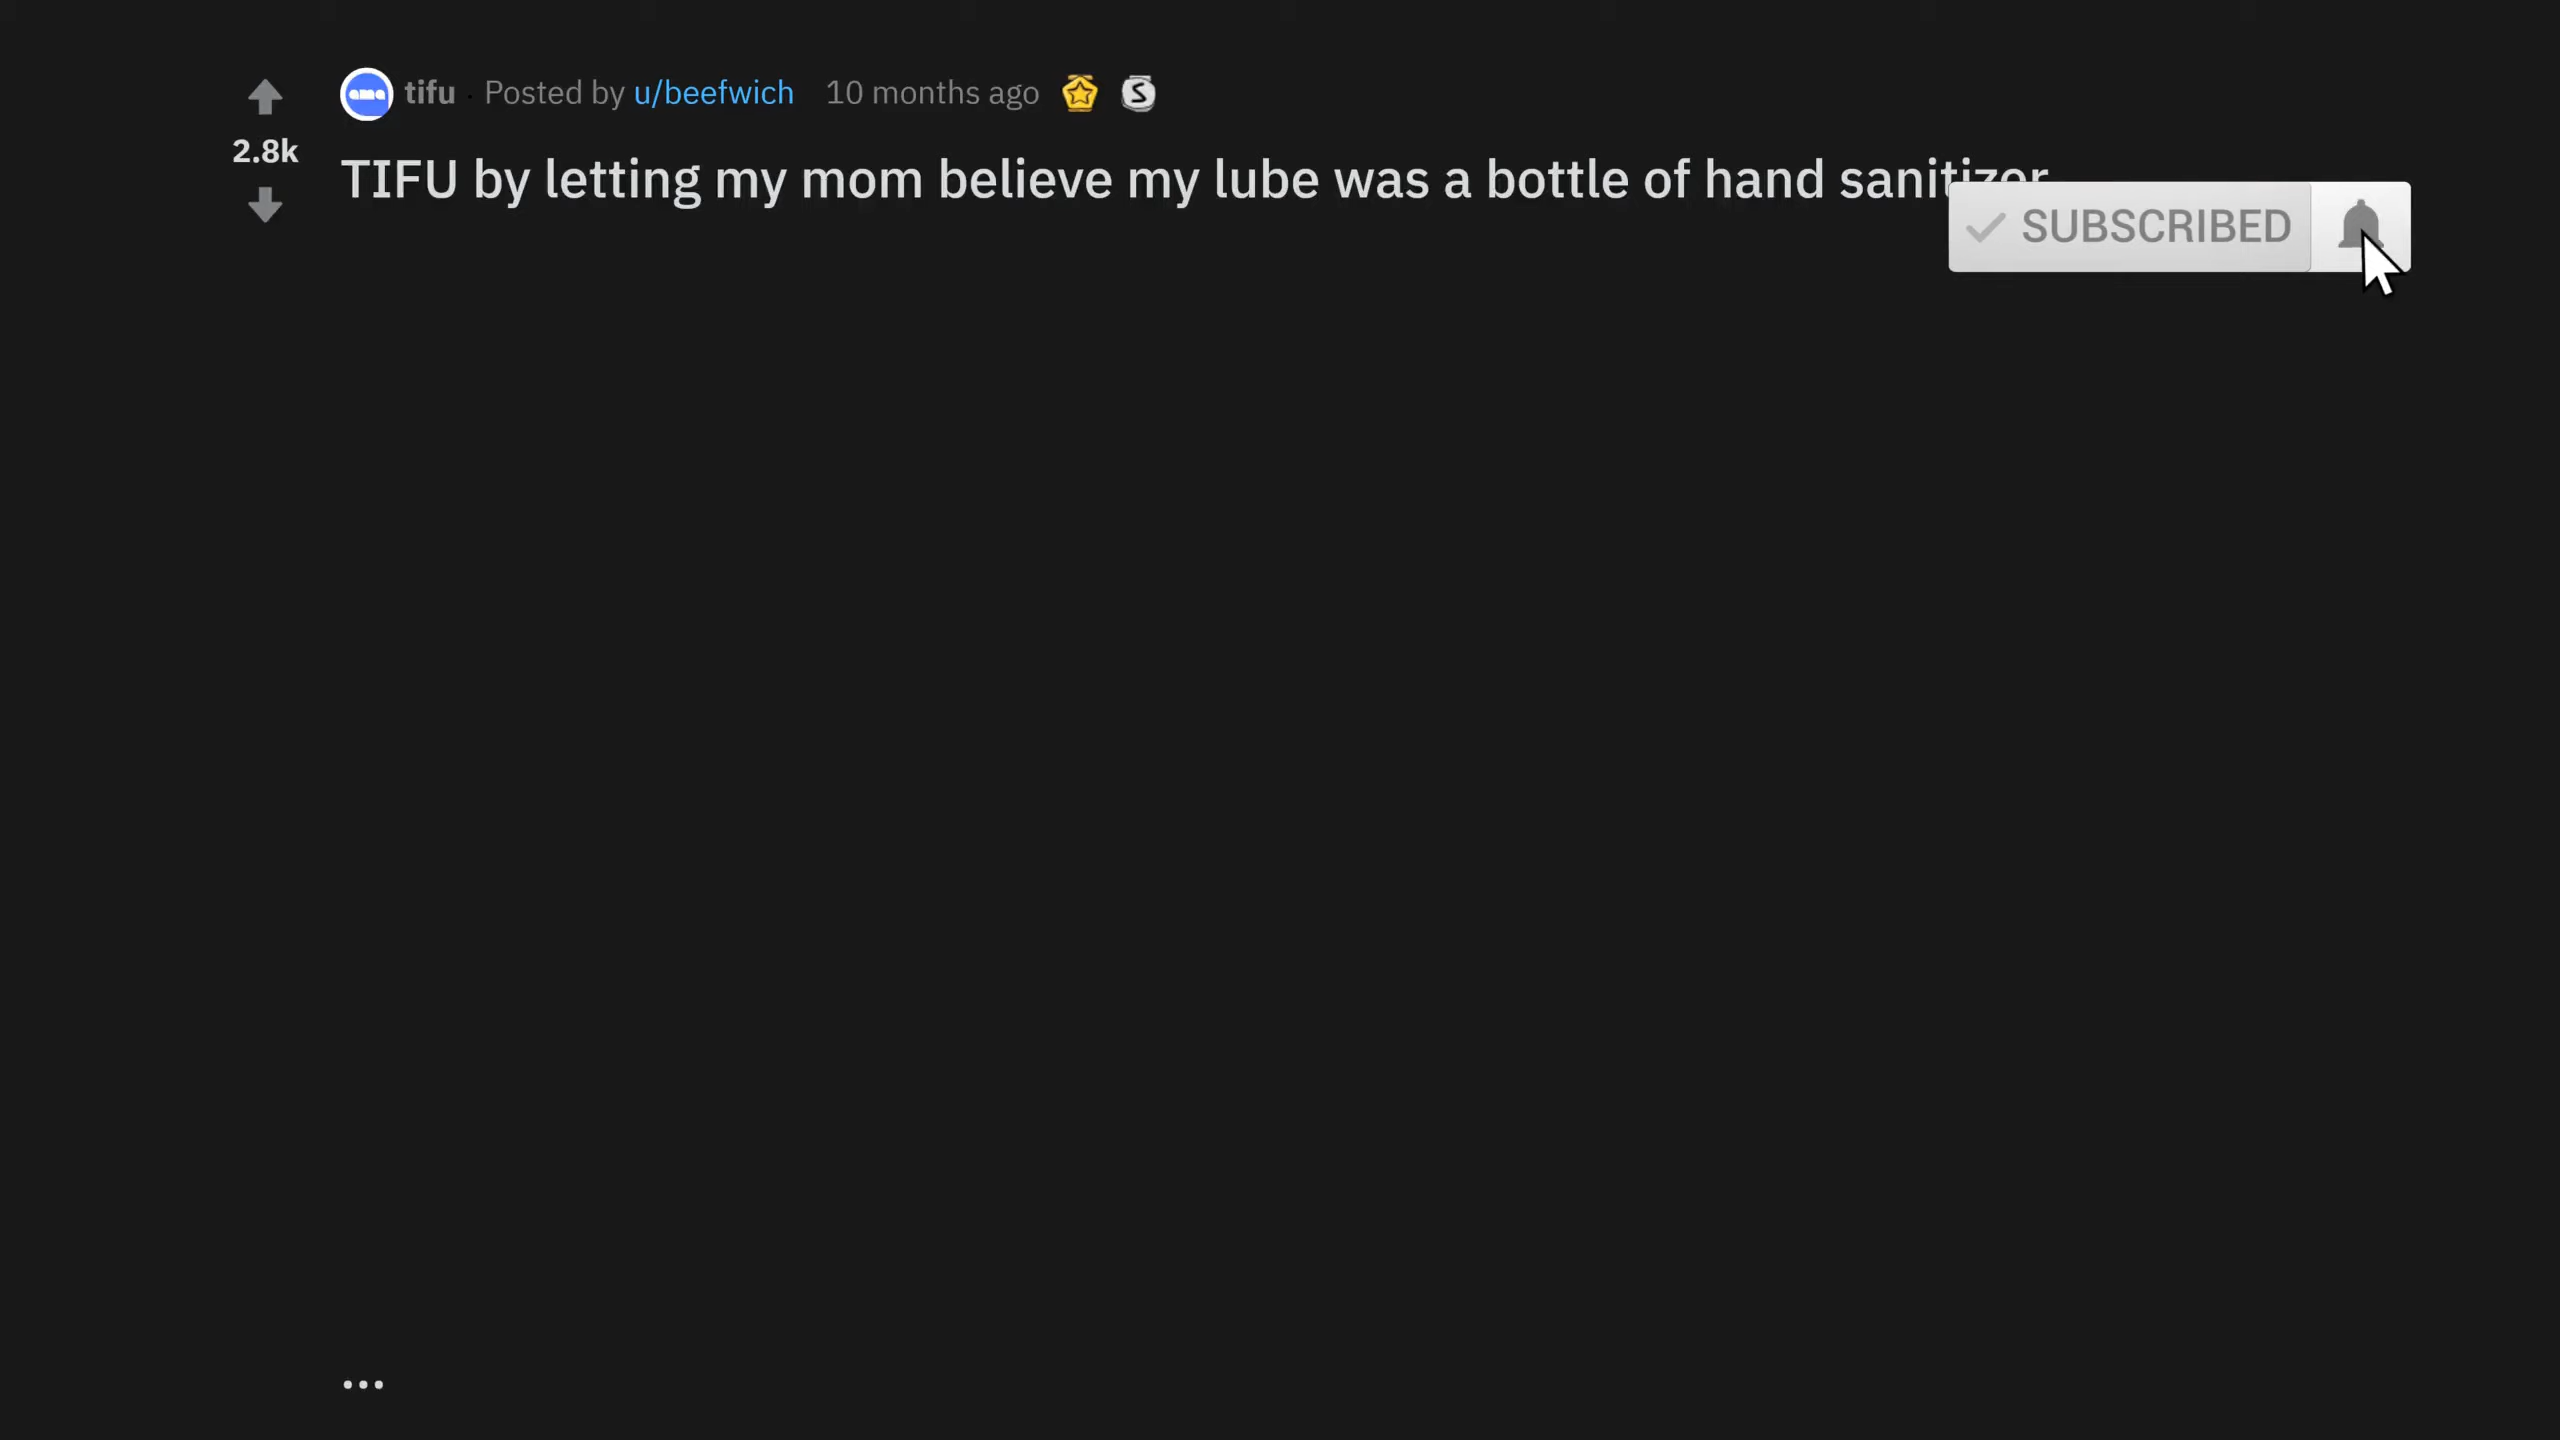 ama tifu · Posted by u/beefwich 10 months ago S
2.8k
TIFU by letting my mom believe my lube was a bottle of hand sanitizer
SUBSCRIBED
...